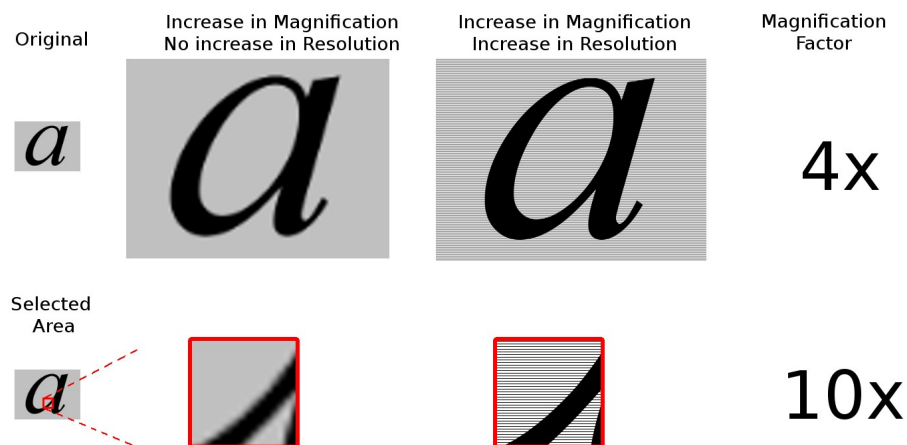 Original
Increase in Magnification
No increase in Resolution
Increase in Magnification
Increase in Resolution
Magnification
Factor
a
a
a
4x
Selected
Area
a
10x